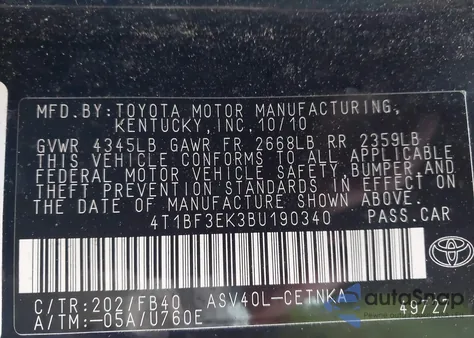 MFD.BY: TOYOTA MOTOR MANUFACTURING,
KENTUCKY, INC. 10/10
GVWR 4345LB GAWR FR 2668LB RR 2359LB
THIS VEHICLE CONFORMS TO ALL APPLICABLE
FEDERAL MOTOR VEHICLE SAFETY, BUMPER, AND
THEFT PREVENTION STANDARDS IN EFFECT ON
THE DATE OF MANUFACTURE SHOWN ABOVE.
4T1BF3EK3BU190340 PASS.CAR
C/TR:202/FB40 ASV40L-CETNKA
A/TM:-05A/U760E 49/27
autoSnap